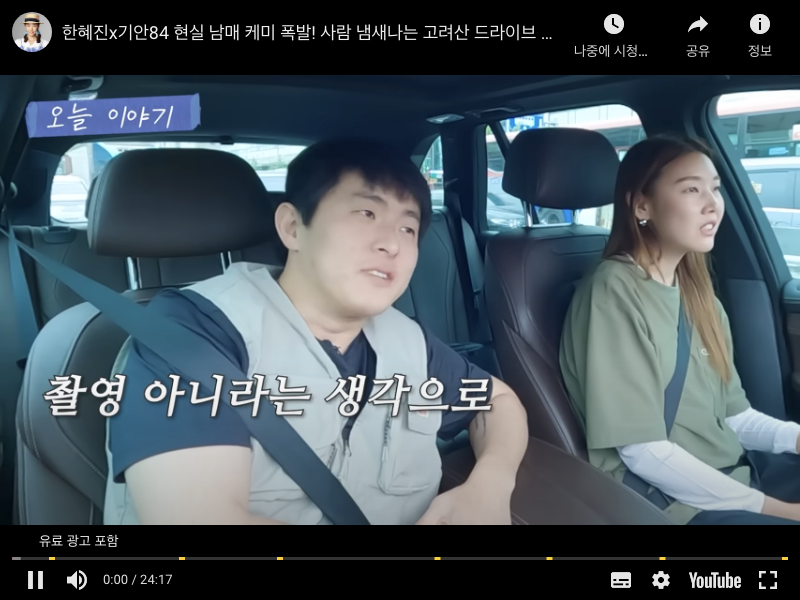 한혜진x기안84 현실 남매 케미 폭발! 사람 냄새나는 고려산 드라이브 ...
나중에 시청...
공유
정보
오늘 이야기
촬영 아니라는 생각으로
유료 광고 포함
0:00 / 24:17
YouTube